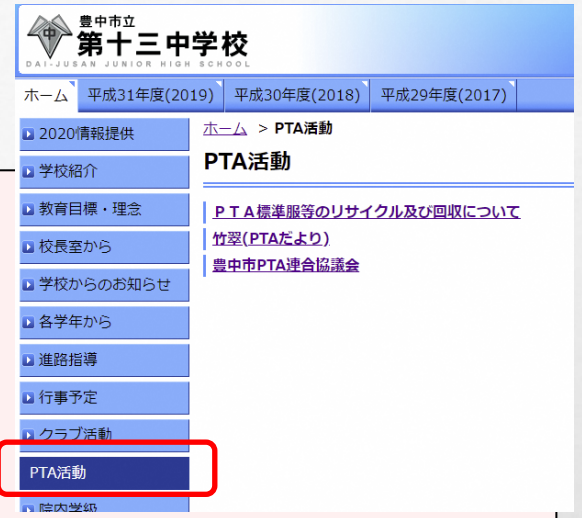 豊中市立
第十三中学校
DAI-JUSAN JUNIOR HIGH SCHOOL
ホーム 平成31年度(2019) 平成30年度(2018) 平成29年度(2017)
ホーム > PTA活動
PTA活動
ＰＴＡ標準服等のリサイクル及び回収について
竹翠(PTAだより)
豊中市PTA連合協議会
2020情報提供
学校紹介
教育目標・理念
校長室から
学校からのお知らせ
各学年から
進路指導
行事予定
クラブ活動
PTA活動
院内学級